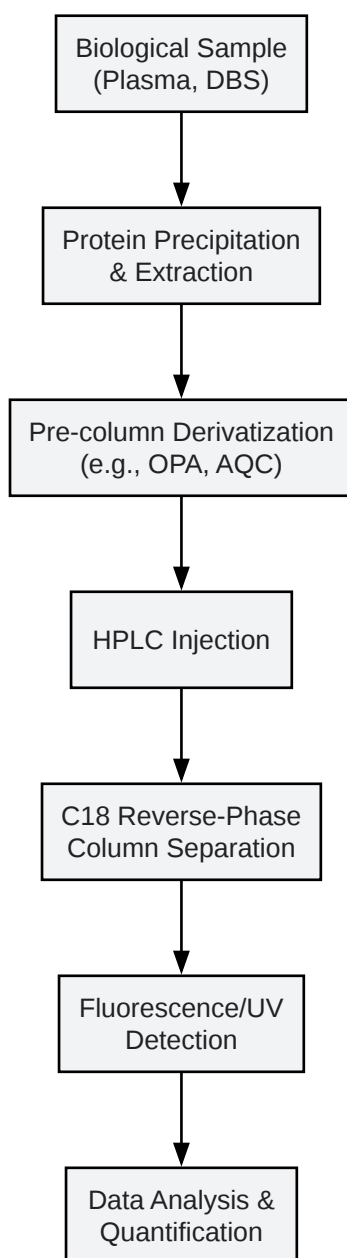 Biological Sample
(Plasma, DBS)
Protein Precipitation
& Extraction
Pre-column Derivatization
(e.g., OPA, AQC)
HPLC Injection
C18 Reverse-Phase
Column Separation
Fluorescence/UV
Detection
Data Analysis &
Quantification